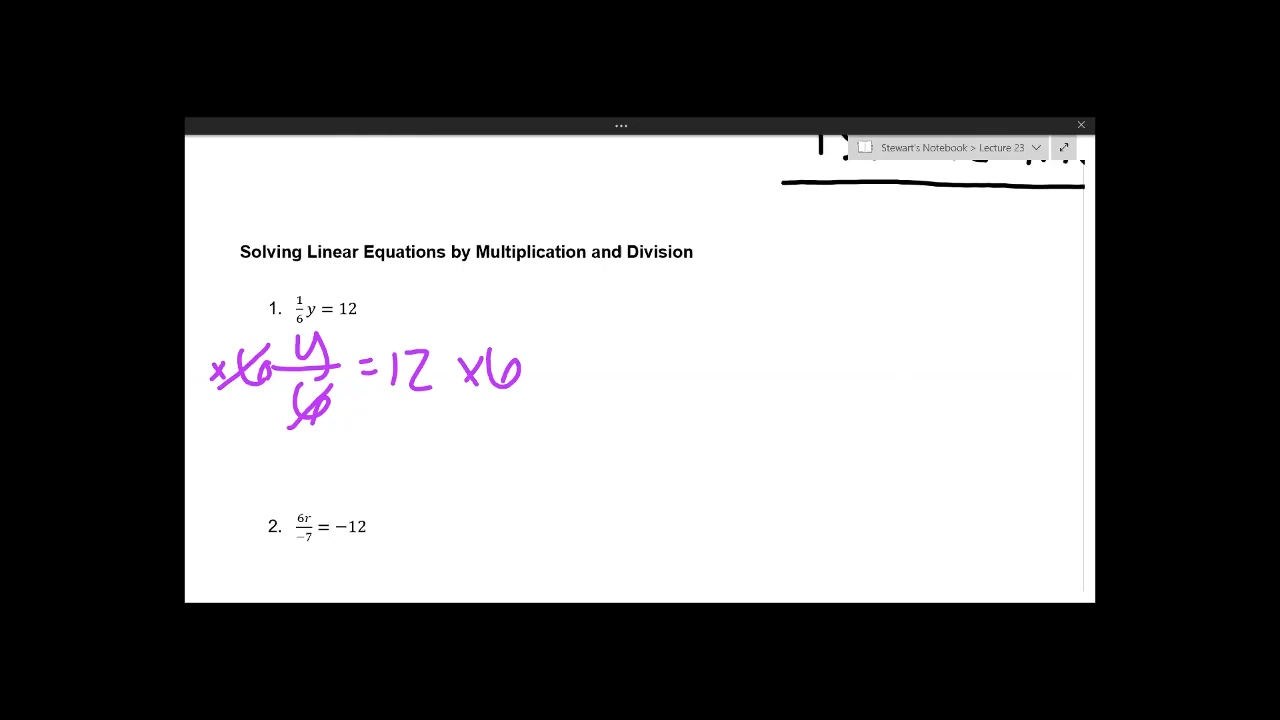 Stewart's Notebook > Lecture 23
Solving Linear Equations by Multiplication and Division
1. 1/6 y = 12
×6 y/6 = 12 ×6
2. 6r/−7 = −12